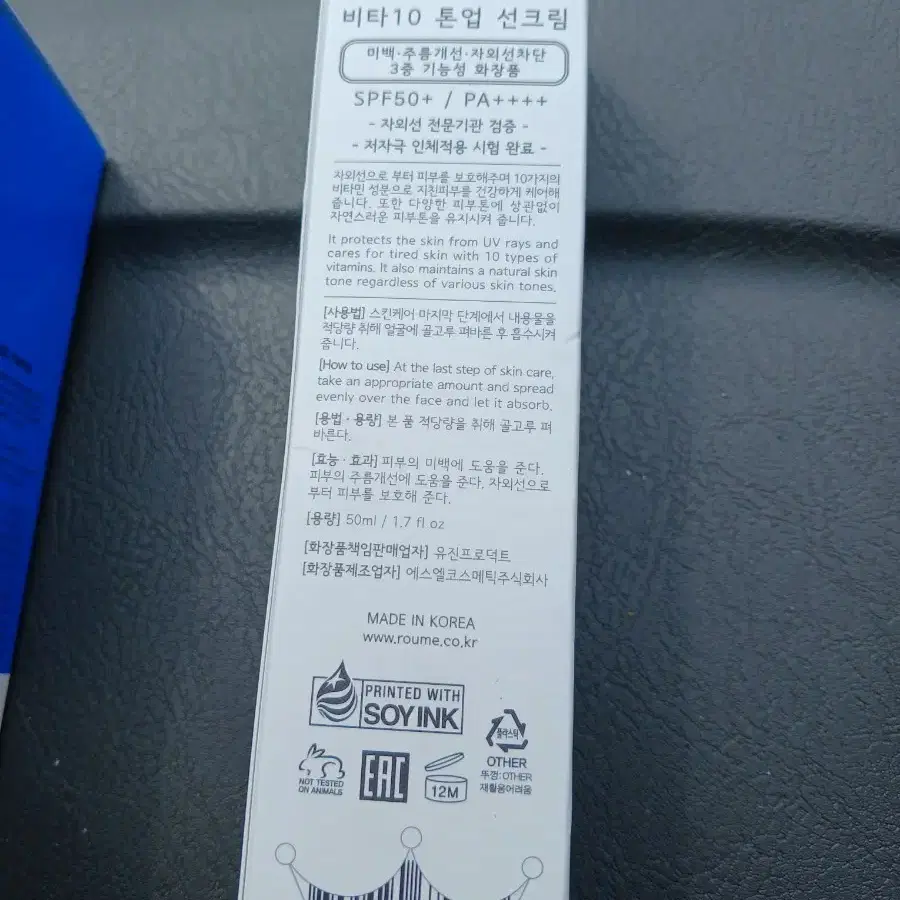 비타10 톤업 선크림
미백·주름개선·자외선차단
3중 기능성 화장품
SPF50+ / PA++++
- 자외선 전문기관 검증 -
- 저자극 인체적용 시험 완료 -
자외선으로 부터 피부를 보호해주며 10가지의
비타민 성분으로 지친피부를 건강하게 케어해
줍니다. 또한 다양한 피부톤에 상관없이
자연스러운 피부톤을 유지시켜 줍니다.
It protects the skin from UV rays and
cares for tired skin with 10 types of
vitamins. It also maintains a natural skin
tone regardless of various skin tones.
[사용법] 스킨케어 마지막 단계에서 내용물을
적당량 취해 얼굴에 골고루 펴바른 후 흡수시켜
줍니다.
[How to use] At the last step of skin care,
take an appropriate amount and spread
evenly over the face and let it absorb.
[용법 · 용량] 본 품 적당량을 취해 골고루 펴
바른다.
[효능 · 효과] 피부의 미백에 도움을 준다.
피부의 주름개선에 도움을 준다. 자외선으로
부터 피부를 보호해 준다.
[용량] 50ml / 1.7 fl oz
[화장품책임판매업자] 유진프로덕트
[화장품제조업자] 에스엘코스메틱주식회사
MADE IN KOREA
www.roume.co.kr
PRINTED WITH
SOY INK
NOT TESTED
ON ANIMALS
EAC
12M
플라스틱
OTHER
뚜껑: OTHER
재활용어려움